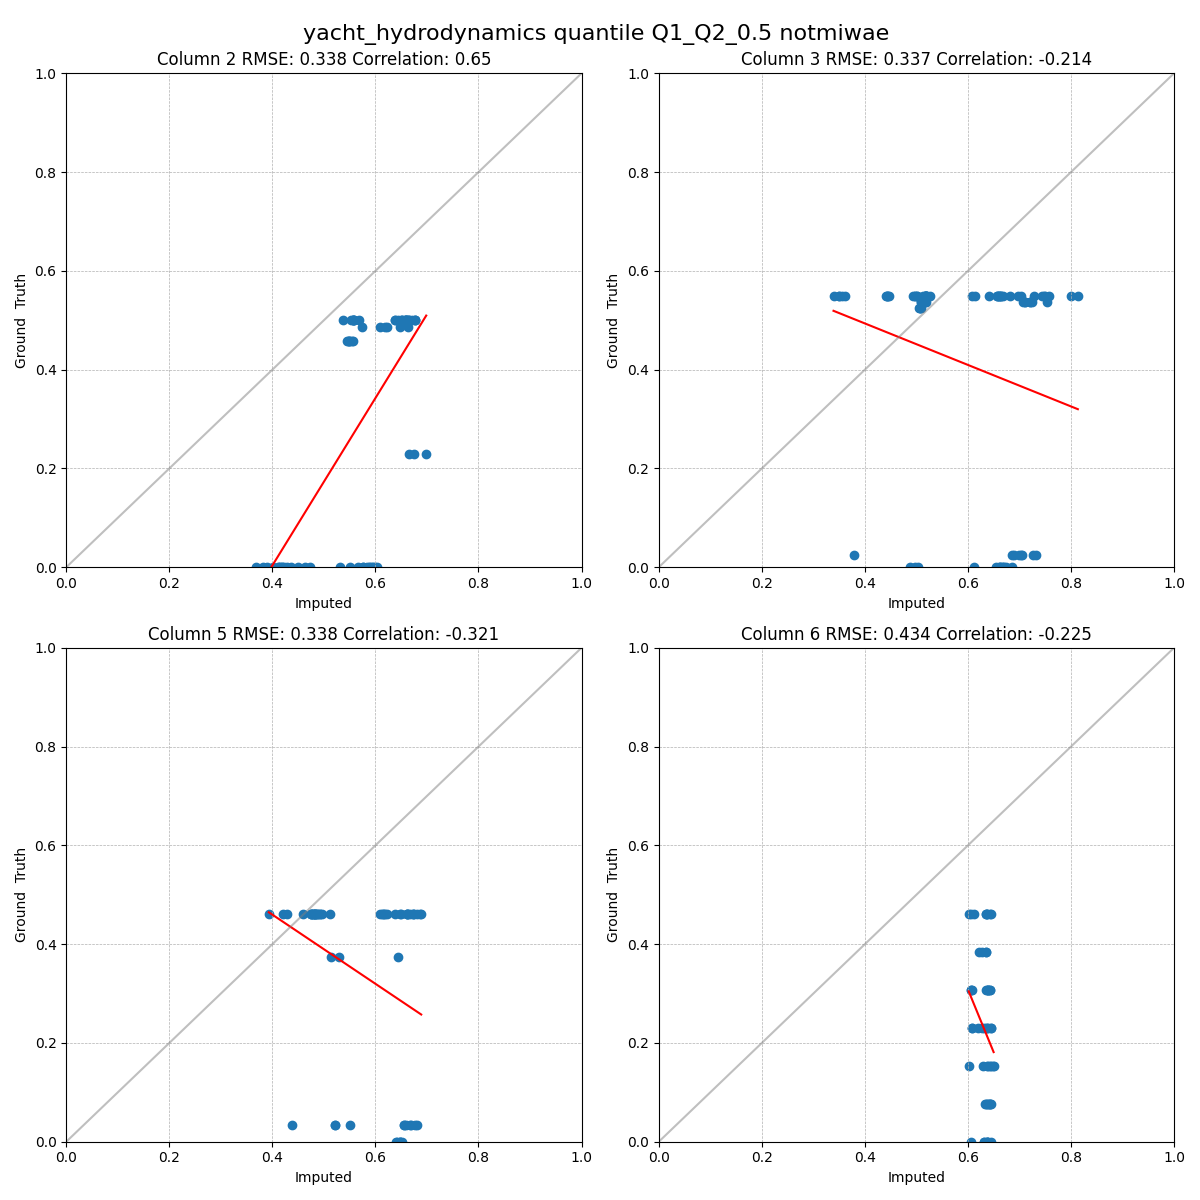 yacht_hydrodynamics quantile Q1_Q2_0.5 notmiwae
Column 2 RMSE: 0.338 Correlation: 0.65
1.0
0.8
0.6
0.4
0.2
0.0
Ground Truth
0.0 0.2 0.4 0.6 0.8 1.0
Imputed
Column 3 RMSE: 0.337 Correlation: -0.214
1.0
0.8
0.6
0.4
0.2
0.0
Ground Truth
0.0 0.2 0.4 0.6 0.8 1.0
Imputed
Column 5 RMSE: 0.338 Correlation: -0.321
1.0
0.8
0.6
0.4
0.2
0.0
Ground Truth
0.0 0.2 0.4 0.6 0.8 1.0
Imputed
Column 6 RMSE: 0.434 Correlation: -0.225
1.0
0.8
0.6
0.4
0.2
0.0
Ground Truth
0.0 0.2 0.4 0.6 0.8 1.0
Imputed